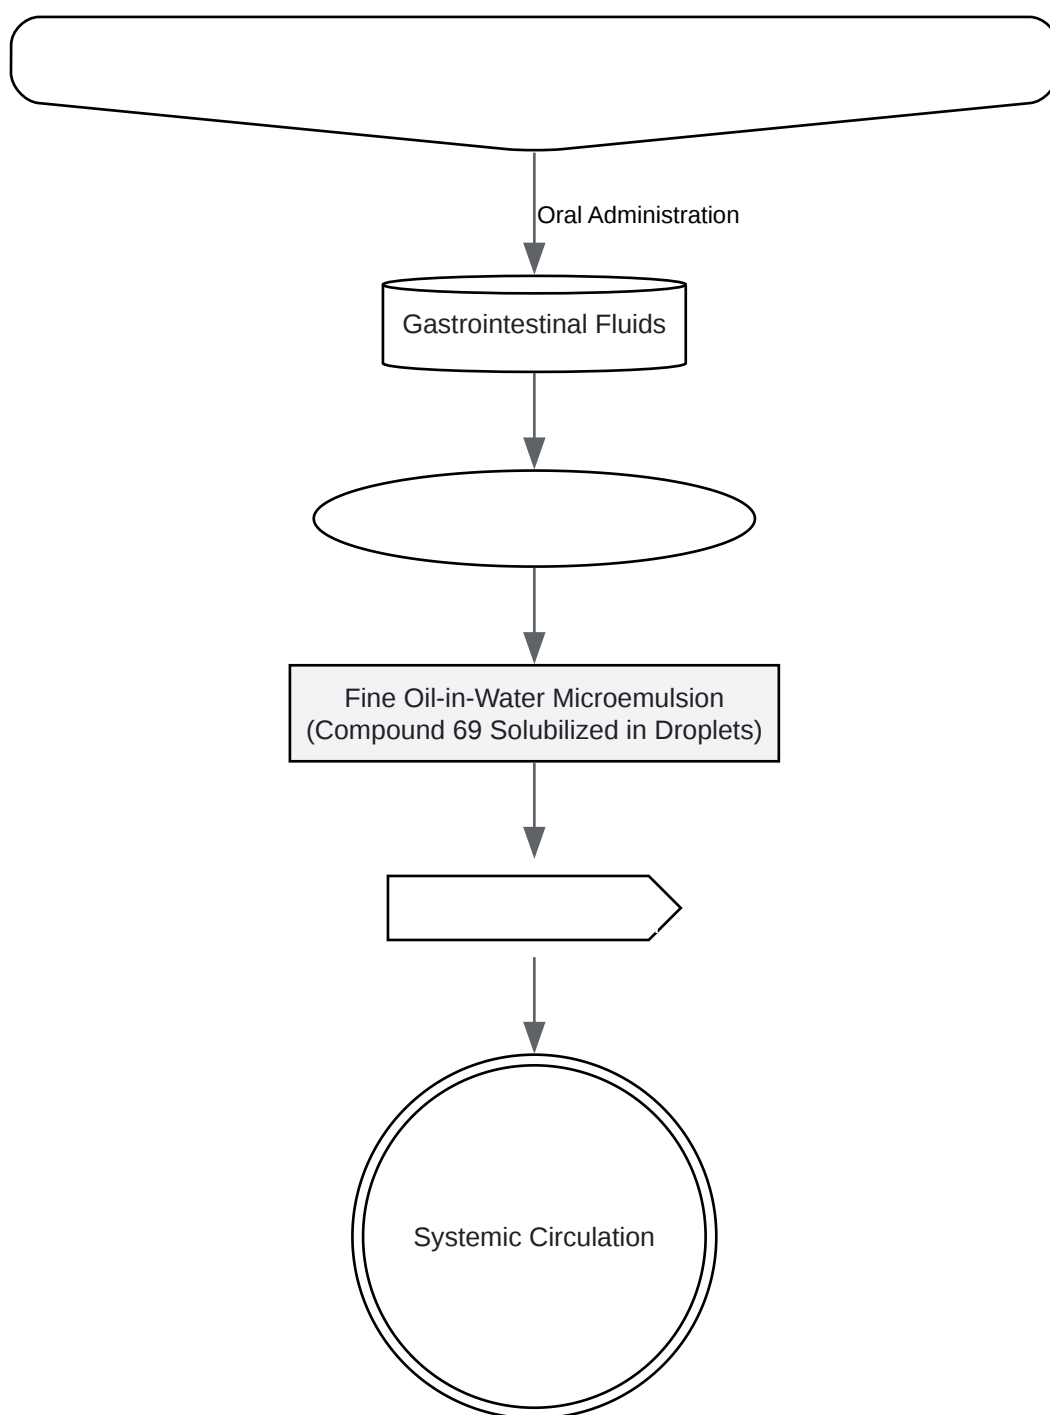 Oral Administration
Gastrointestinal Fluids
Fine Oil-in-Water Microemulsion
(Compound 69 Solubilized in Droplets)
Systemic Circulation